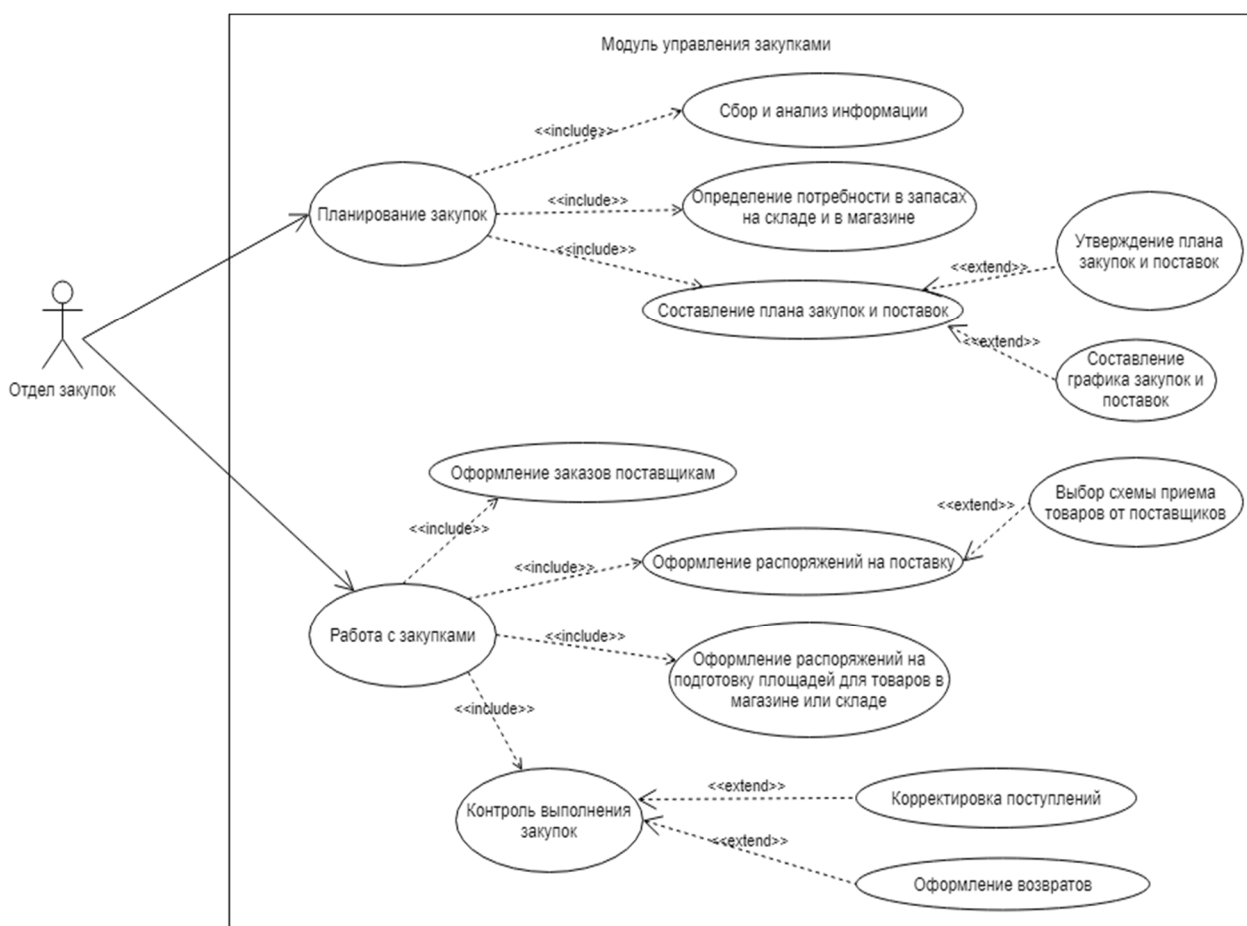 Модуль управления закупками
Сбор и анализ информации
<<include>>
Планирование закупок
<<include>>
Определение потребности в запасах
на складе и в магазине
<<include>>
Утверждение плана
закупок и поставок
<<extend>>
Составление плана закупок и поставок
<<extend>>
Составление
графика закупок и
поставок
Отдел закупок
Оформление заказов поставщикам
<<include>>
Выбор схемы приема
товаров от поставщиков
<<extend>>
Оформление распоряжений на поставку
<<include>>
Работа с закупками
<<include>>
Оформление распоряжений на
подготовку площадей для товаров в
магазине или складе
<<include>>
Контроль выполнения
закупок
<<extend>>
Корректировка поступлений
<<extend>>
Оформление возвратов